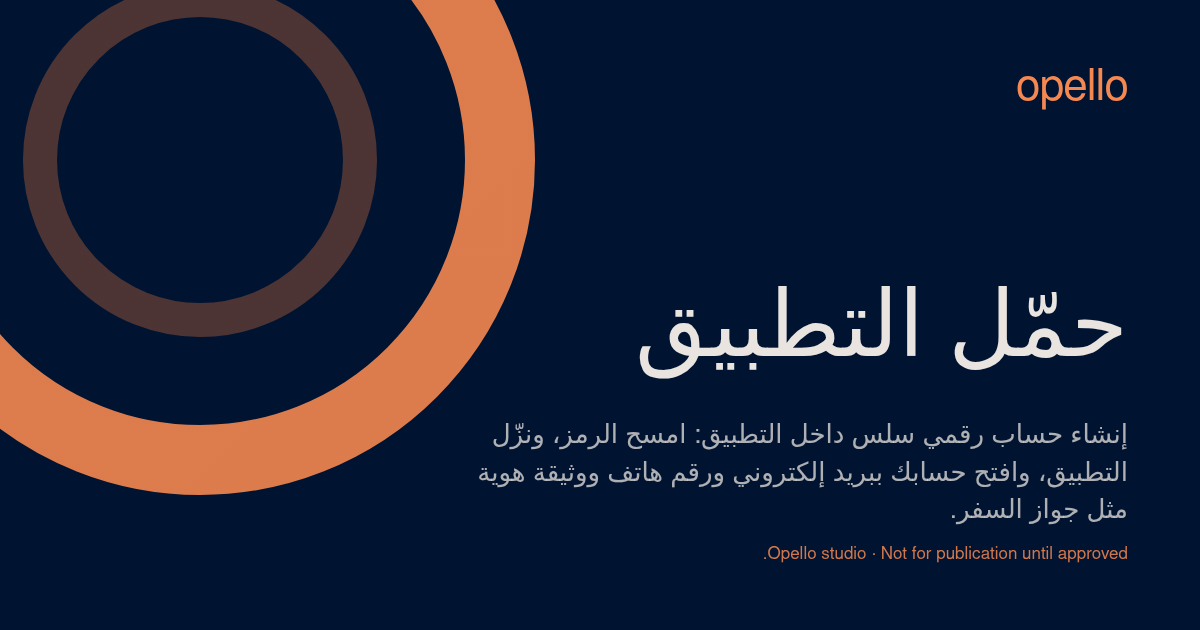 opello
حمّل التطبيق
إنشاء حساب رقمي سلس داخل التطبيق: امسح الرمز، ونزّل
التطبيق، وافتح حسابك ببريد إلكتروني ورقم هاتف ووثيقة هوية
مثل جواز السفر.
Opello studio · Not for publication until approved.